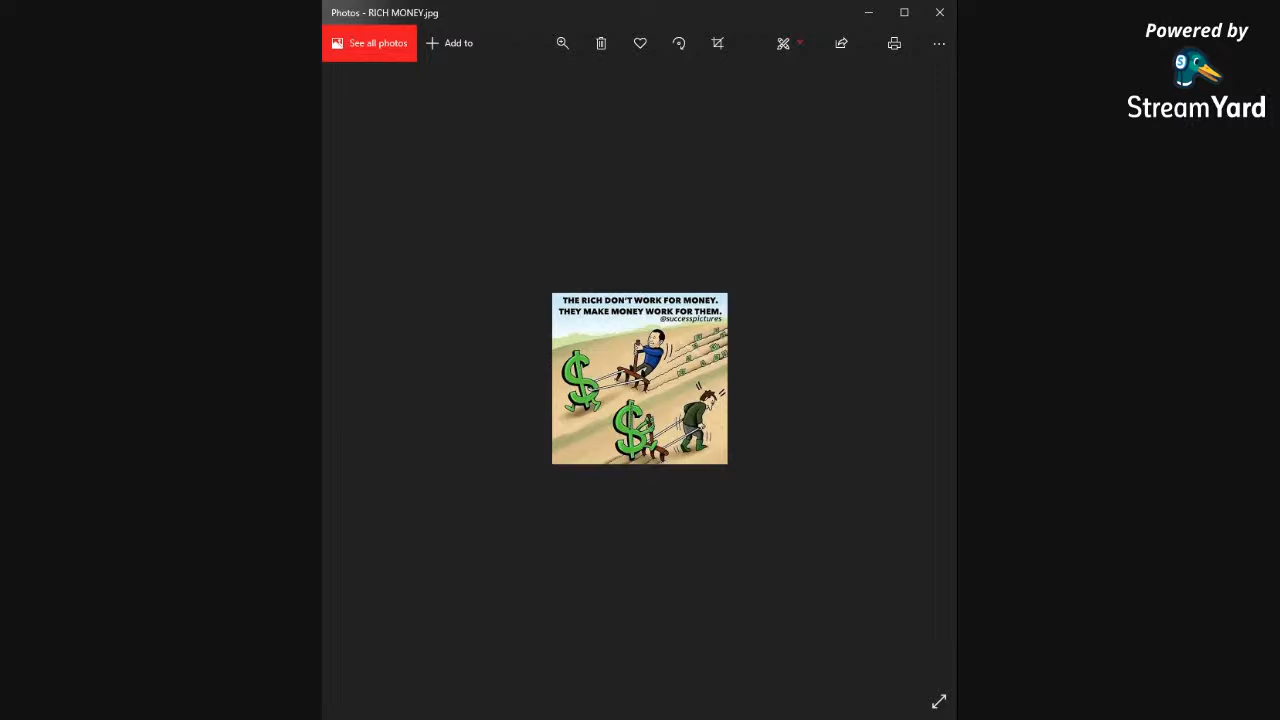 Photos - RICH MONEY.jpg
See all photos
Add to
Powered by
S
StreamYard
THE RICH DON'T WORK FOR MONEY.
THEY MAKE MONEY WORK FOR THEM.
@successpictures
$
$